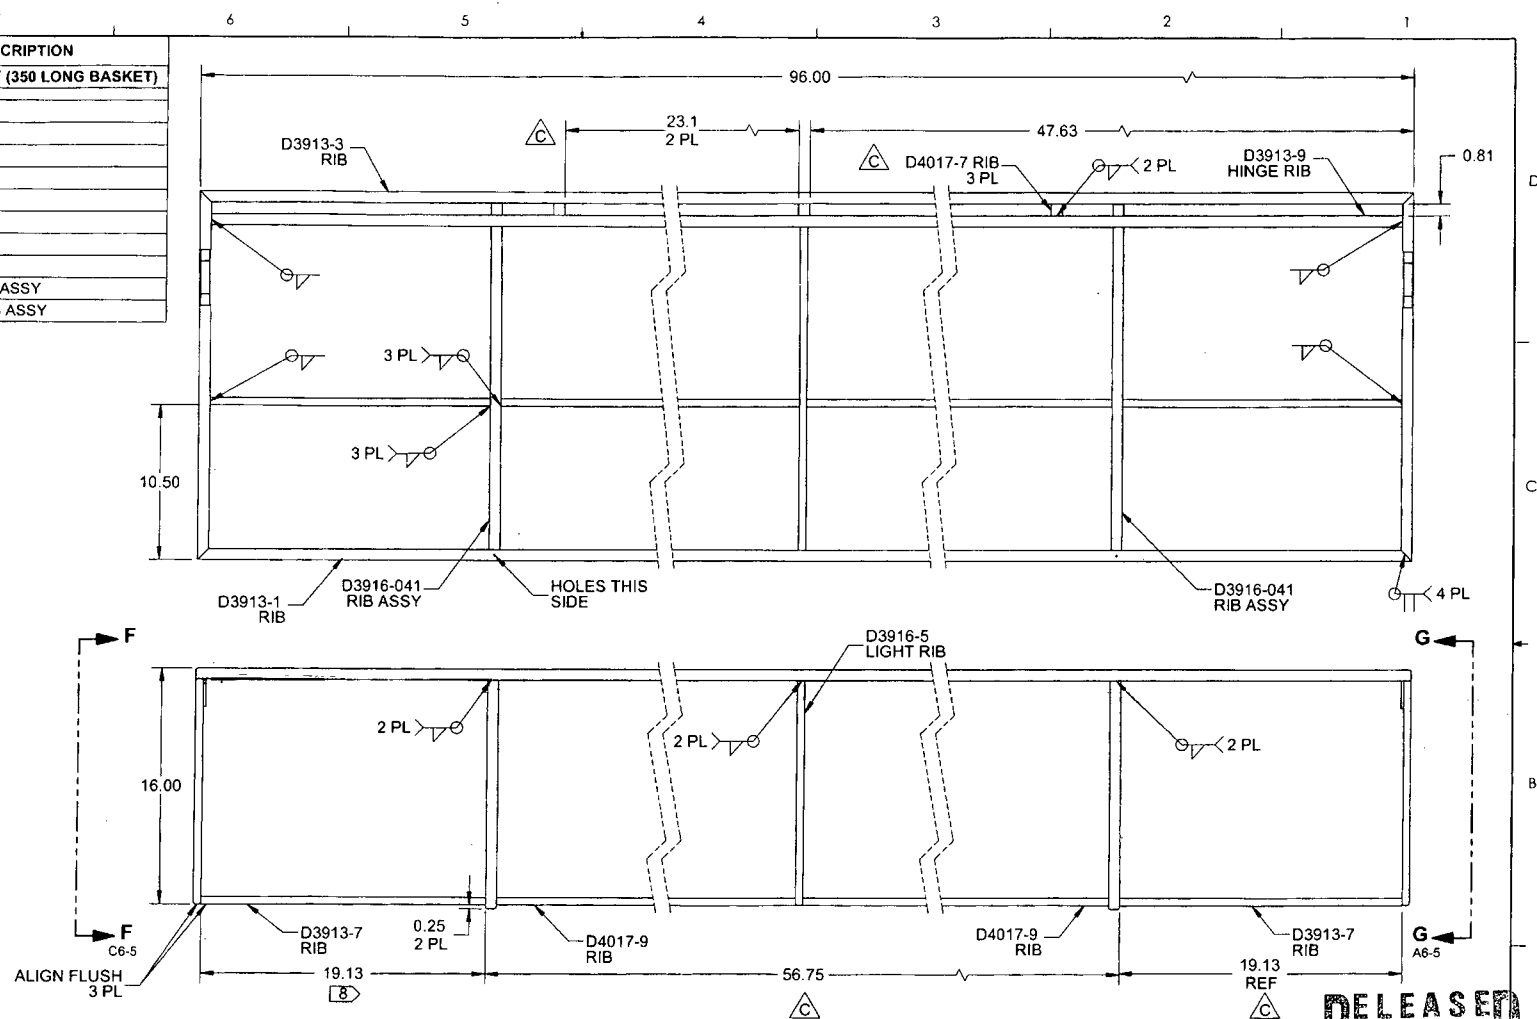 6 5 4 3 2 1
CRIPTION
(350 LONG BASKET)
ASSY
ASSY
96.00
23.1
2 PL
C
47.63
C
D3913-3
RIB
D4017-7 RIB
3 PL
2 PL
D3913-9
HINGE RIB
0.81
D
3 PL
3 PL
10.50
C
D3913-1
RIB
D3916-041
RIB ASSY
HOLES THIS
SIDE
D3916-041
RIB ASSY
4 PL
F
G
D3916-5
LIGHT RIB
2 PL
2 PL
2 PL
16.00
B
F
C6-5
D3913-7
RIB
0.25
2 PL
D4017-9
RIB
D4017-9
RIB
D3913-7
RIB
G
A6-5
ALIGN FLUSH
3 PL
19.13
8
56.75
C
19.13
REF
C
RELEASED